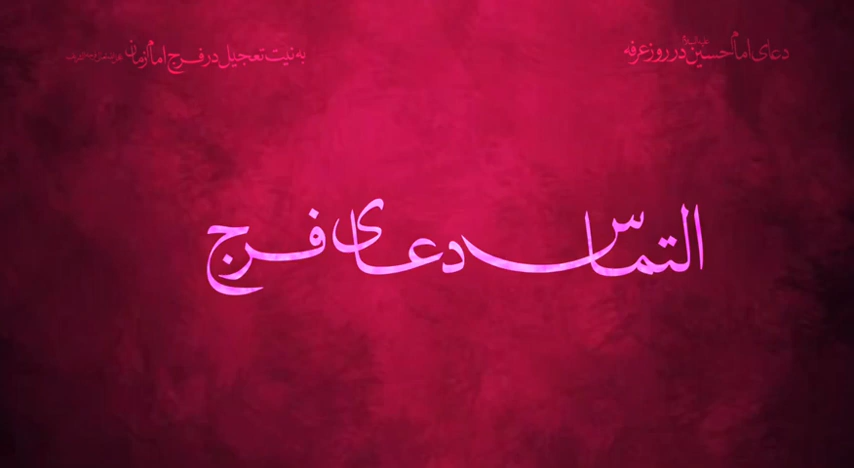 دعای امام حسین در روز عرفه
به نیت تعجیل در فرج امام زمان
التماس دعای فرج